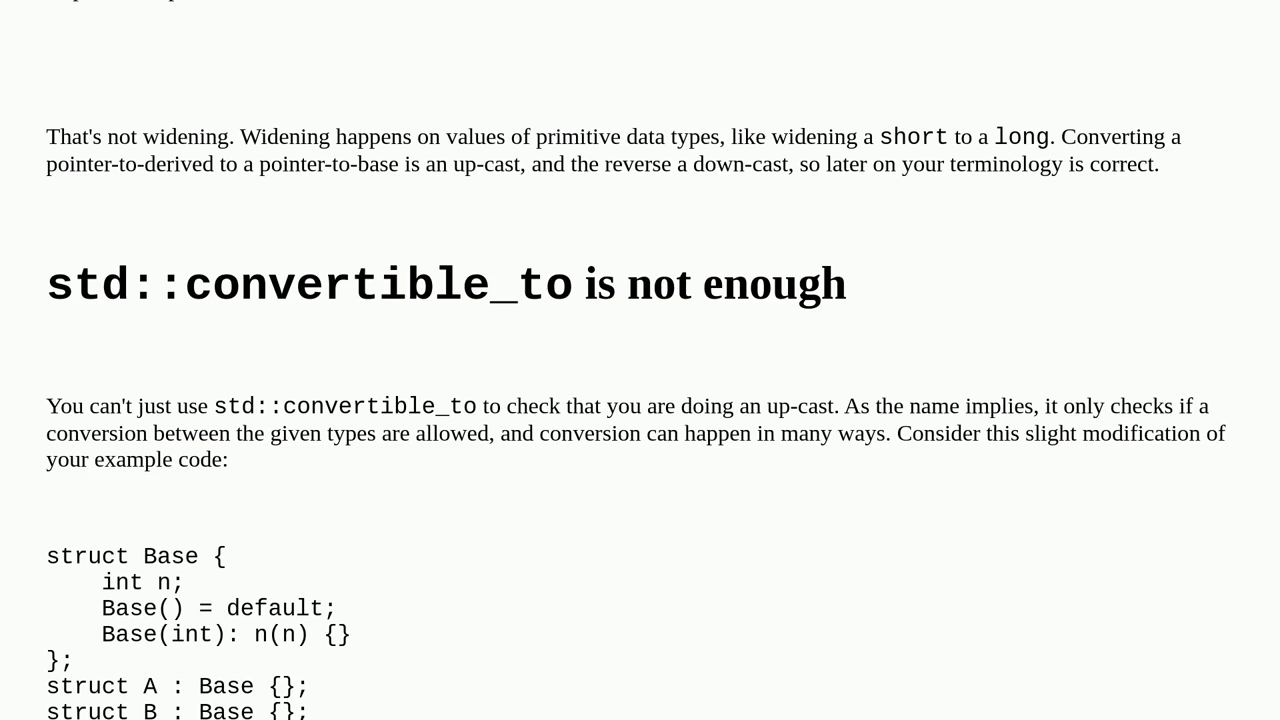 That's not widening. Widening happens on values of primitive data types, like widening a short to a long. Converting a
pointer-to-derived to a pointer-to-base is an up-cast, and the reverse a down-cast, so later on your terminology is correct.
std::convertible_to is not enough
You can't just use std::convertible_to to check that you are doing an up-cast. As the name implies, it only checks if a
conversion between the given types are allowed, and conversion can happen in many ways. Consider this slight modification of
your example code:
struct Base {
    int n;
    Base() = default;
    Base(int): n(n) {}
};
struct A : Base {};
struct B : Base {};